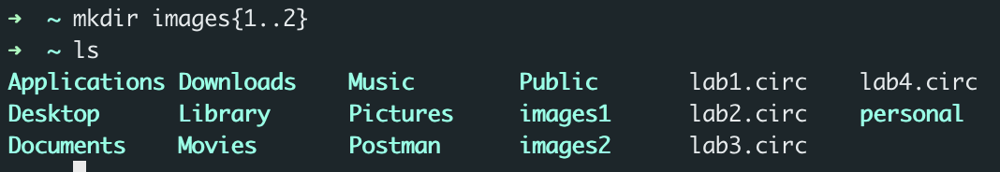 ➜  ~ mkdir images{1..2}
➜  ~ ls
Applications Downloads    Music        Public       lab1.circ    lab4.circ
Desktop      Library      Pictures     images1      lab2.circ    personal
Documents    Movies       Postman      images2      lab3.circ